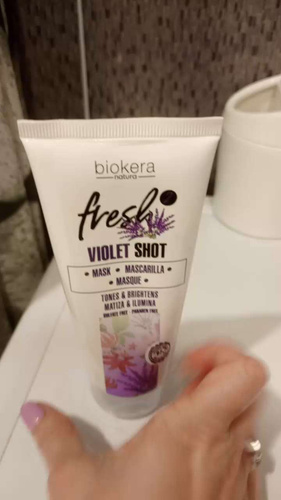 biokera
natura
fresh
VIOLET SHOT
• MASK • MASCARILLA •
• MASQUE •
TONES & BRIGHTENS
MATIZA & ILUMINA
SULFATE FREE - PARABEN FREE